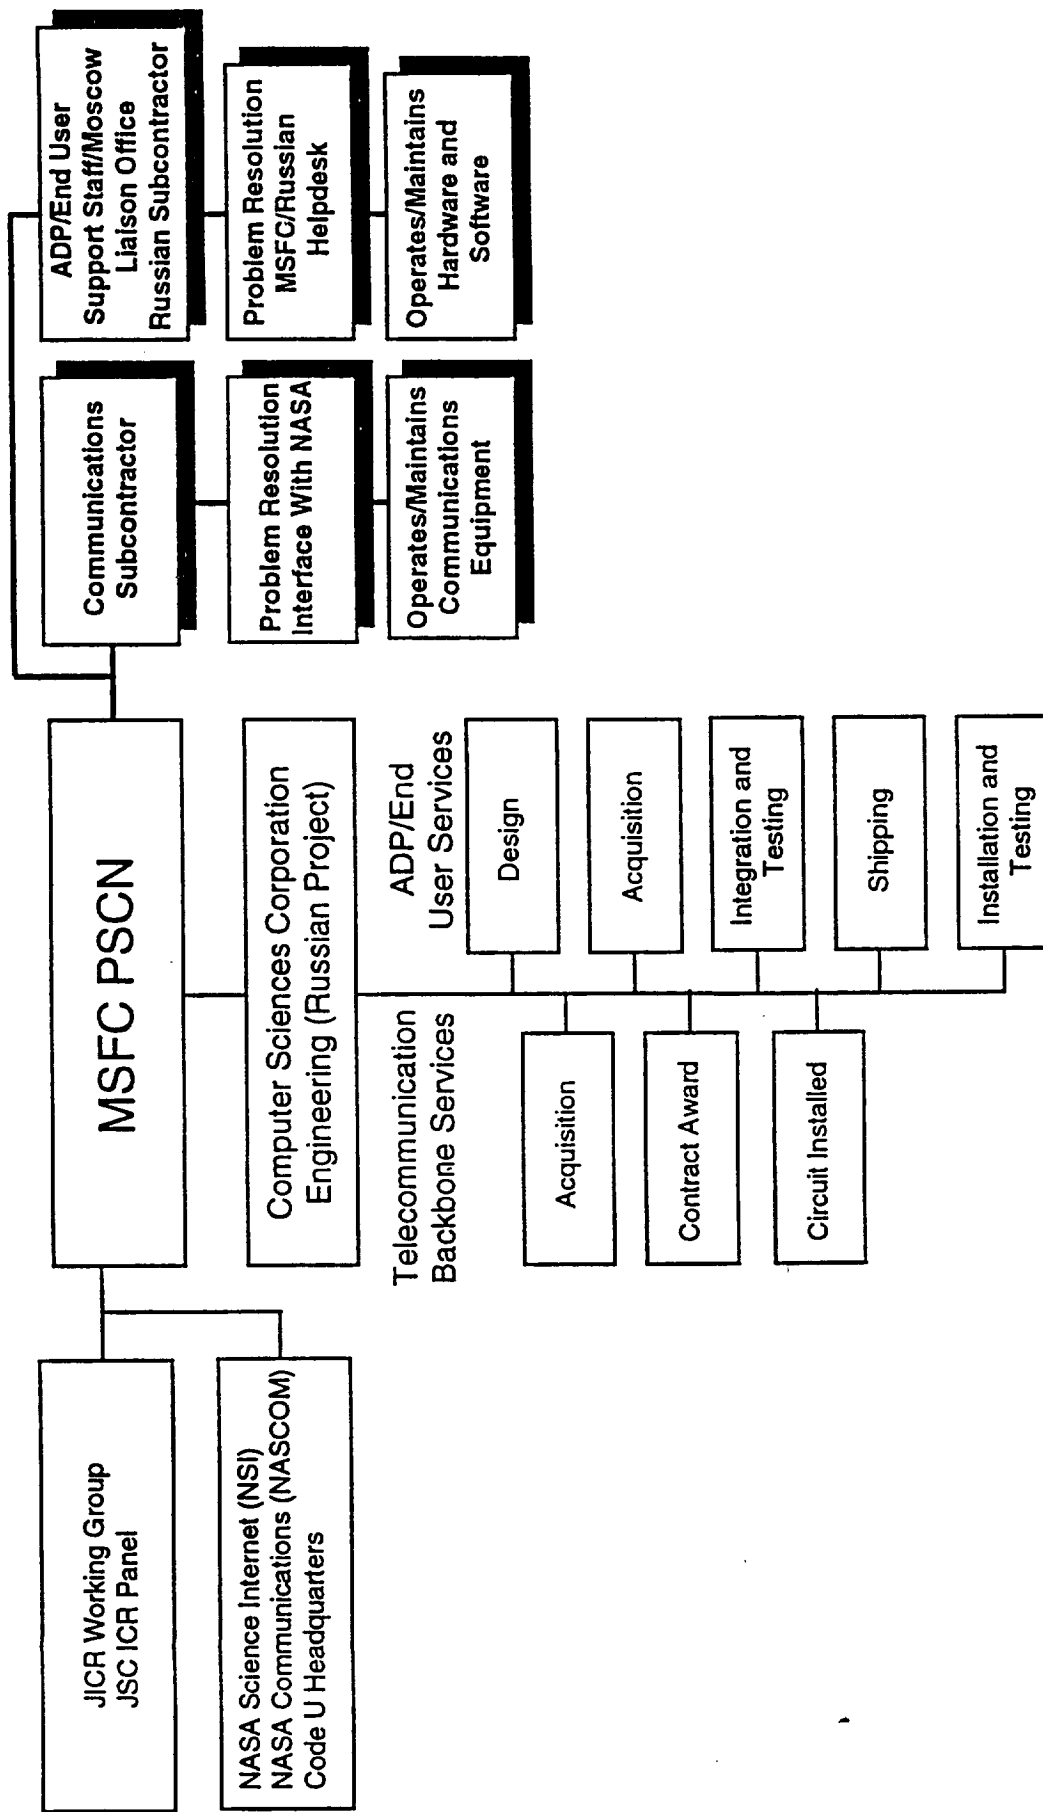 MSFC PSCN
JICR Working Group
JSC ICR Panel
NASA Science Internet (NSI)
NASA Communications (NASCOM)
Code U Headquarters
Computer Sciences Corporation
Engineering (Russian Project)
Telecommunication
Backbone Services
Acquisition
Contract Award
Circuit Installed
ADP/End
User Services
Design
Acquisition
Integration and
Testing
Shipping
Installation and
Testing
Communications
Subcontractor
Problem Resolution
Interface With NASA
Operates/Maintains
Communications
Equipment
ADP/End User
Support Staff/Moscow
Liaison Office
Russian Subcontractor
Problem Resolution
MSFC/Russian
Helpdesk
Operates/Maintains
Hardware and
Software